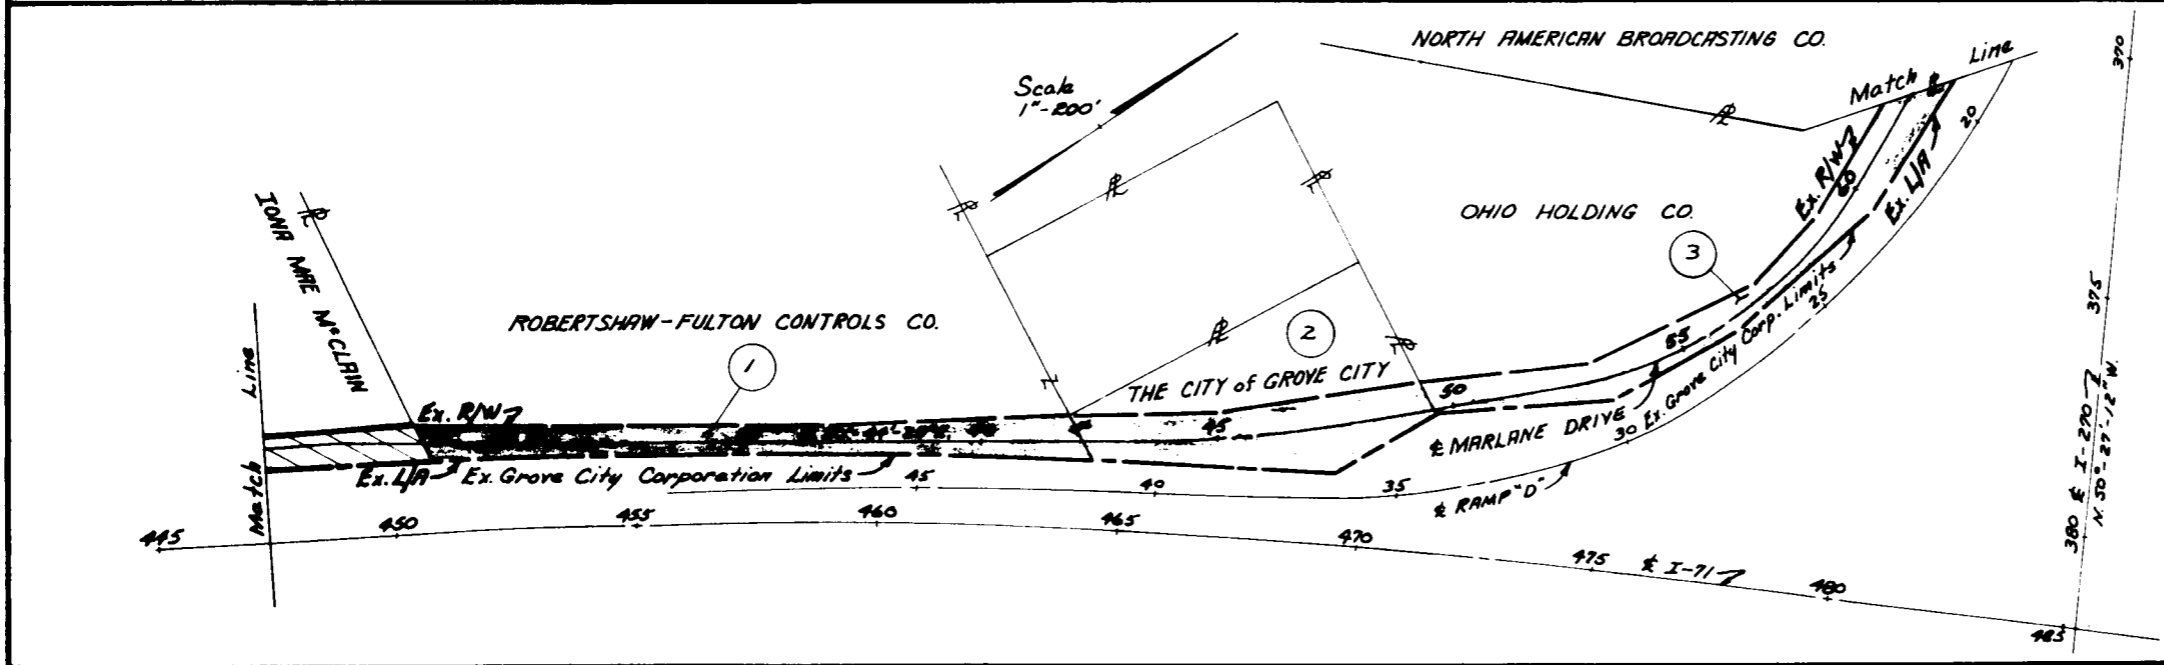 NORTH AMERICAN BROADCASTING CO.
Scale
1"-200'
Match Line
370
20
Ex. R/W
60
Ex. L/A
IONA MAE McCLAIN
OHIO HOLDING CO.
3
ROBERTSHAW-FULTON CONTROLS CO.
1
2
375
25
Ex. Grove City Corp. Limits
55
THE CITY of GROVE CITY
50
Match Line
Ex. R/W
45
℄ MARLANE DRIVE
30
Ex. L/A
Ex. Grove City Corporation Limits
45
40
35
℄ RAMP "D"
380 ℄ I-270
N. 50°-27'-12" W.
445
450
455
460
465
470
475
℄ I-71
480
485